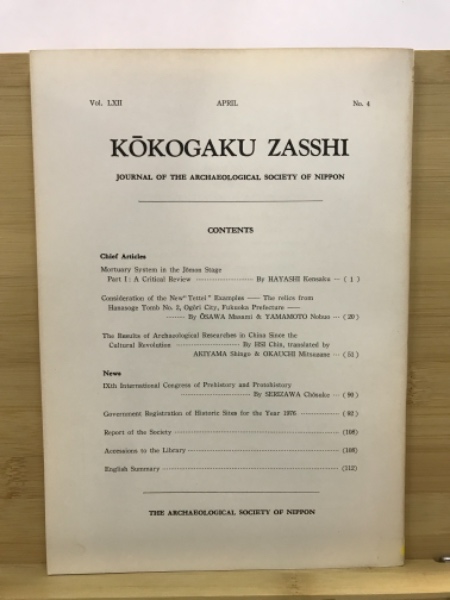 Vol. LXII APRIL No. 4
KŌKOGAKU ZASSHI
JOURNAL OF THE ARCHAEOLOGICAL SOCIETY OF NIPPON
CONTENTS
Chief Articles
Mortuary System in the Jōmon Stage
Part I: A Critical Review By HAYASHI Kensaku ( 1 )
Consideration of the New "Tettei" Examples — The relics from
Hanasoge Tomb No. 2, Ogōri City, Fukuoka Prefecture —
By ŌSAWA Masami & YAMAMOTO Nobuo (20)
The Results of Archaeological Researches in China Since the
Cultural Revolution By HSI Chin, translated by
AKIYAMA Shingo & OKAUCHI Mitsuzane (53)
News
IXth International Congress of Prehistory and Protohistory
By SERIZAWA Chōsuke (90)
Government Registration of Historic Sites for the Year 1976 (92)
Report of the Society (108)
Accessions to the Library (108)
English Summary (112)
THE ARCHAEOLOGICAL SOCIETY OF NIPPON